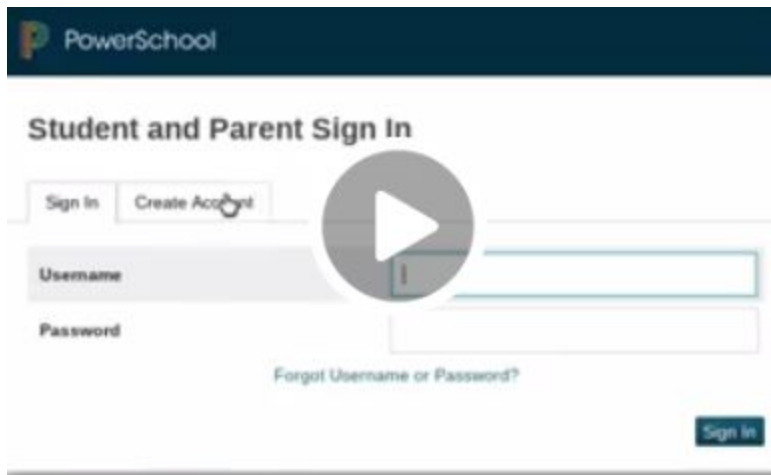 PowerSchool
Student and Parent Sign In
Sign In
Create Account
Username
Password
Forgot Username or Password?
Sign In